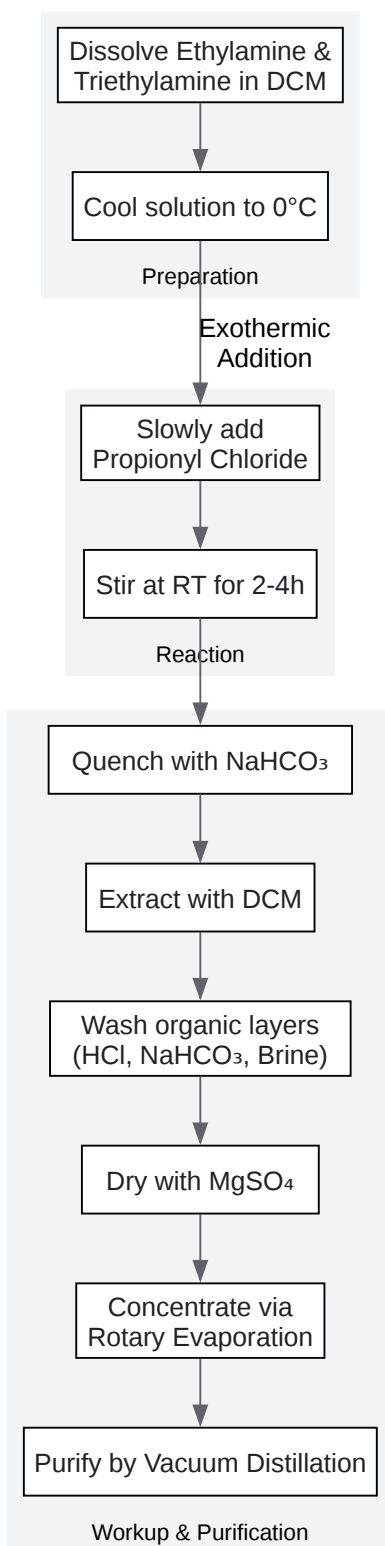 Dissolve Ethylamine &
Triethylamine in DCM
Cool solution to 0°C
Preparation
Exothermic
Addition
Slowly add
Propionyl Chloride
Stir at RT for 2-4h
Reaction
Quench with NaHCO₃
Extract with DCM
Wash organic layers
(HCl, NaHCO₃, Brine)
Dry with MgSO₄
Concentrate via
Rotary Evaporation
Purify by Vacuum Distillation
Workup & Purification